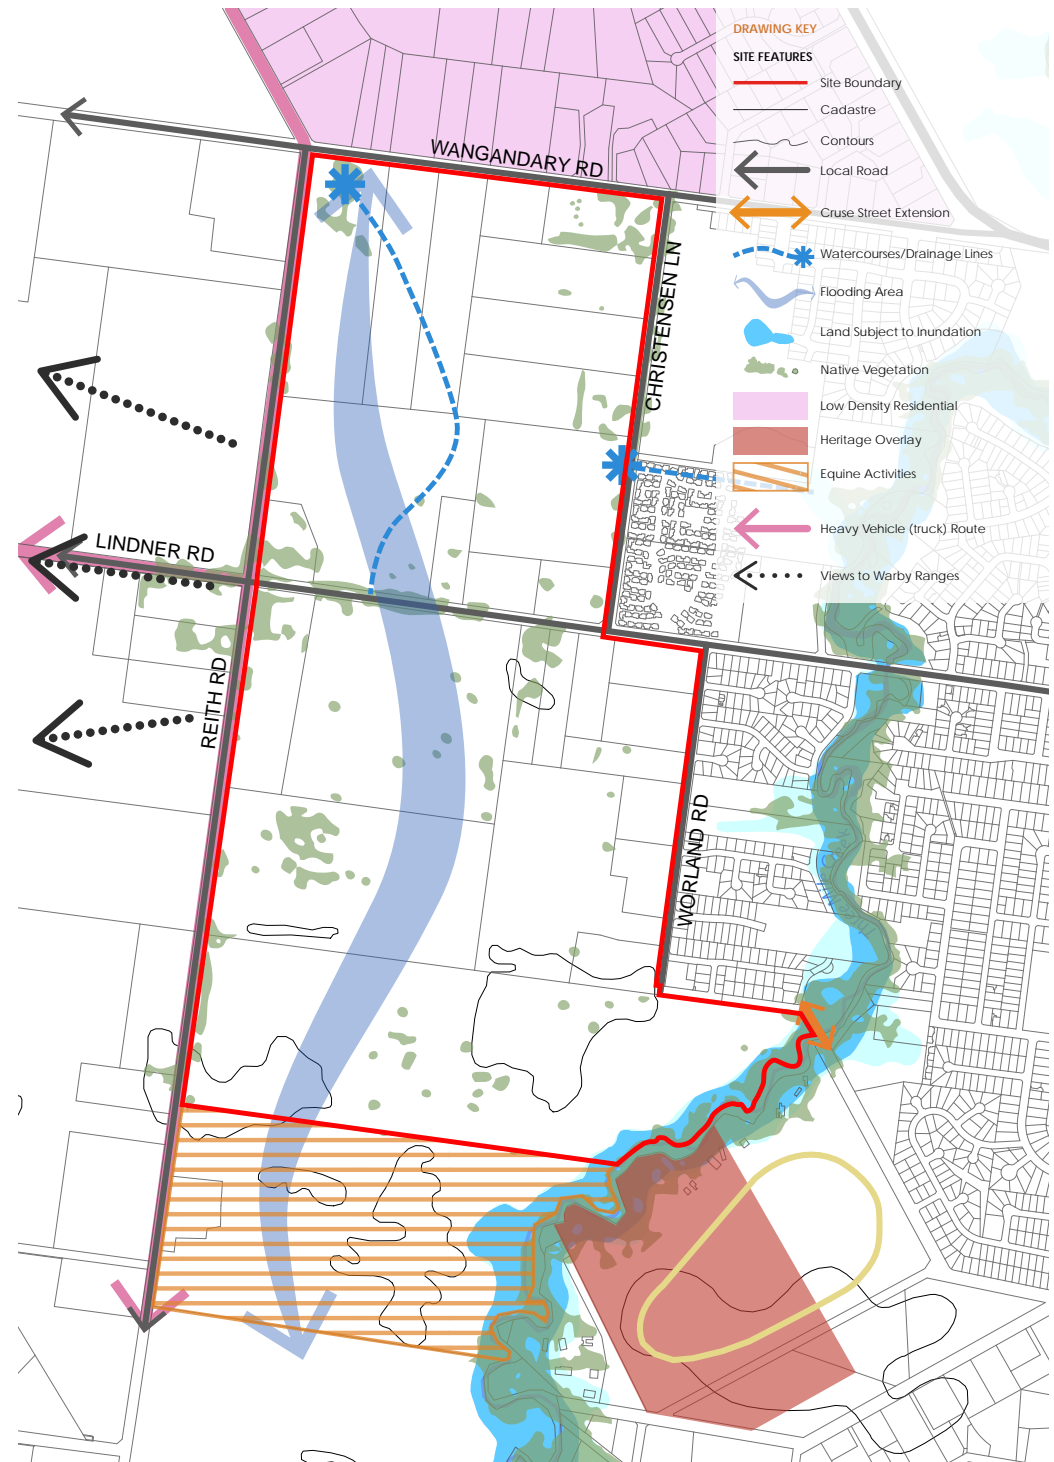 DRAWING KEY
SITE FEATURES
Site Boundary
Cadastre
Contours
Local Road
Cruse Street Extension
Watercourses/Drainage Lines
Flooding Area
Land Subject to Inundation
Native Vegetation
Low Density Residential
Heritage Overlay
Equine Activities
Heavy Vehicle (truck) Route
Views to Warby Ranges
WANGANDARY RD
CHRISTENSEN LN
LINDNER RD
REITH RD
WORLAND RD